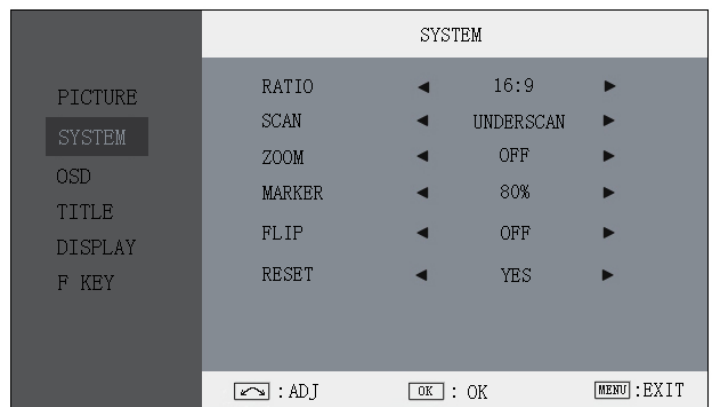 SYSTEM
PICTURE
SYSTEM
OSD
TITLE
DISPLAY
F KEY
RATIO ◀ 16:9 ▶
SCAN ◀ UNDERSCAN ▶
ZOOM ◀ OFF ▶
MARKER ◀ 80% ▶
FLIP ◀ OFF ▶
RESET ◀ YES ▶
:ADJ OK : OK MENU :EXIT